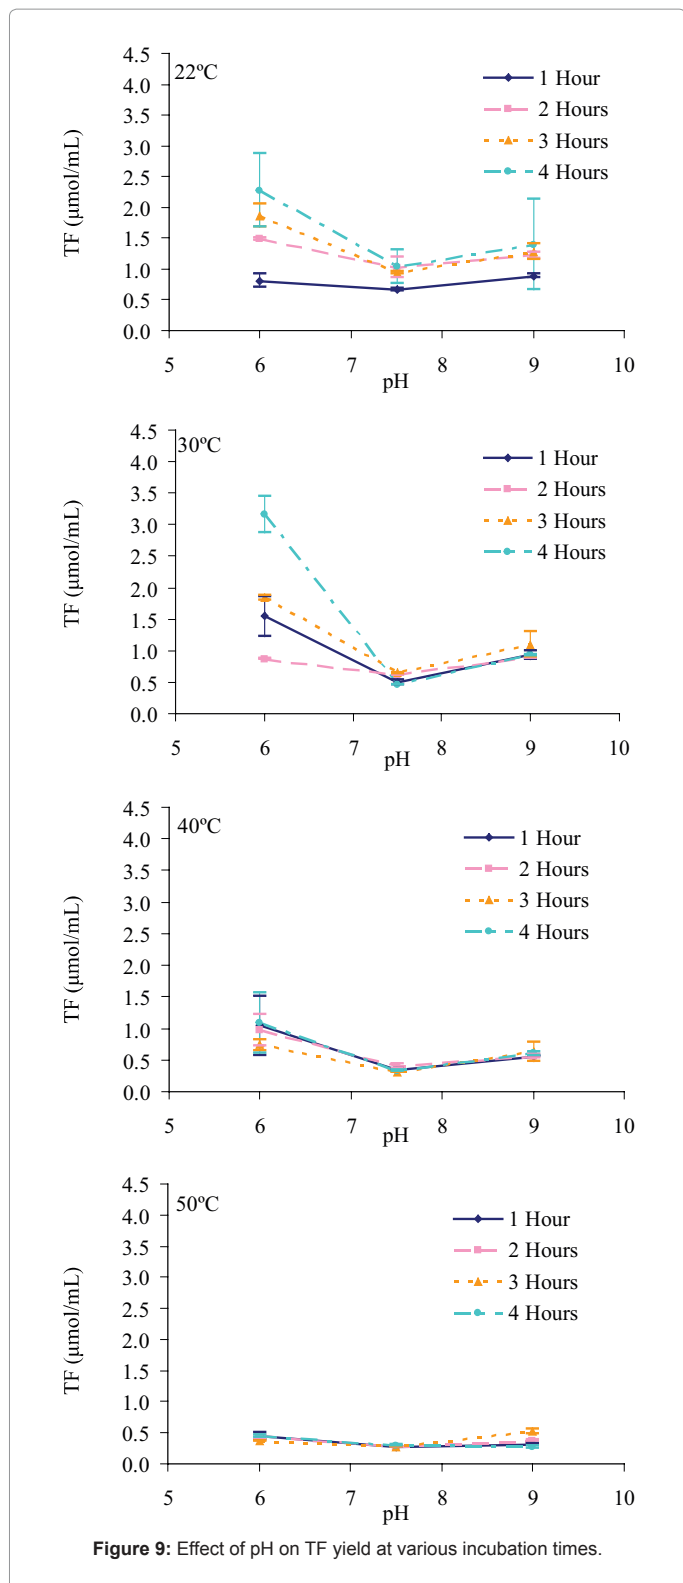 22ºC
TF (µmol/mL)
4.5
4.0
3.5
3.0
2.5
2.0
1.5
1.0
0.5
0.0
5 6 7 8 9 10
pH
1 Hour
2 Hours
3 Hours
4 Hours
30ºC
TF (µmol/mL)
4.5
4.0
3.5
3.0
2.5
2.0
1.5
1.0
0.5
0.0
5 6 7 8 9 10
pH
1 Hour
2 Hours
3 Hours
4 Hours
40ºC
TF (µmol/mL)
4.5
4.0
3.5
3.0
2.5
2.0
1.5
1.0
0.5
0.0
5 6 7 8 9 10
pH
1 Hour
2 Hours
3 Hours
4 Hours
50ºC
TF (µmol/mL)
4.5
4.0
3.5
3.0
2.5
2.0
1.5
1.0
0.5
0.0
5 6 7 8 9 10
pH
1 Hour
2 Hours
3 Hours
4 Hours
Figure 9: Effect of pH on TF yield at various incubation times.